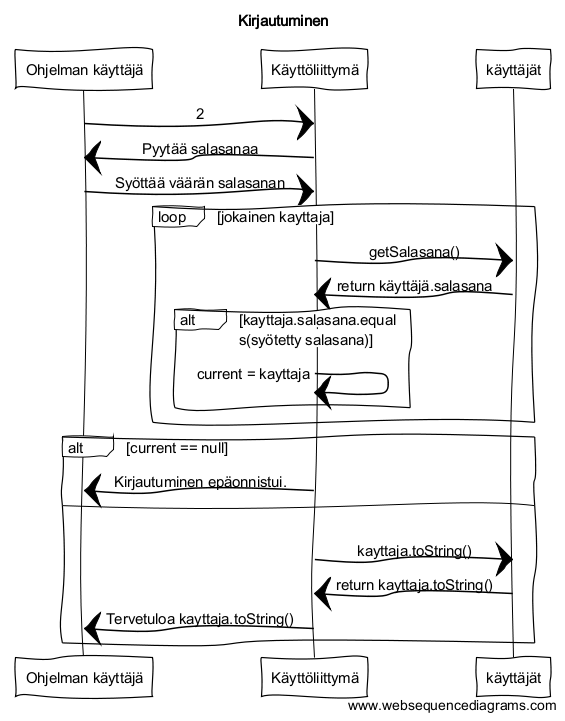 Kirjautuminen
Ohjelman käyttäjä
Käyttöliittymä
käyttäjät
2
Pyytää salasanaa
Syöttää väärän salasanan
loop
[jokainen kayttaja]
getSalasana()
return käyttäjä.salasana
alt
[kayttaja.salasana.equal
s(syötetty salasana)]
current = kayttaja
alt
[current == null]
Kirjautuminen epäonnistui.
kayttaja.toString()
return kayttaja.toString()
Tervetuloa kayttaja.toString()
Ohjelman käyttäjä
Käyttöliittymä
käyttäjät
www.websequencediagrams.com